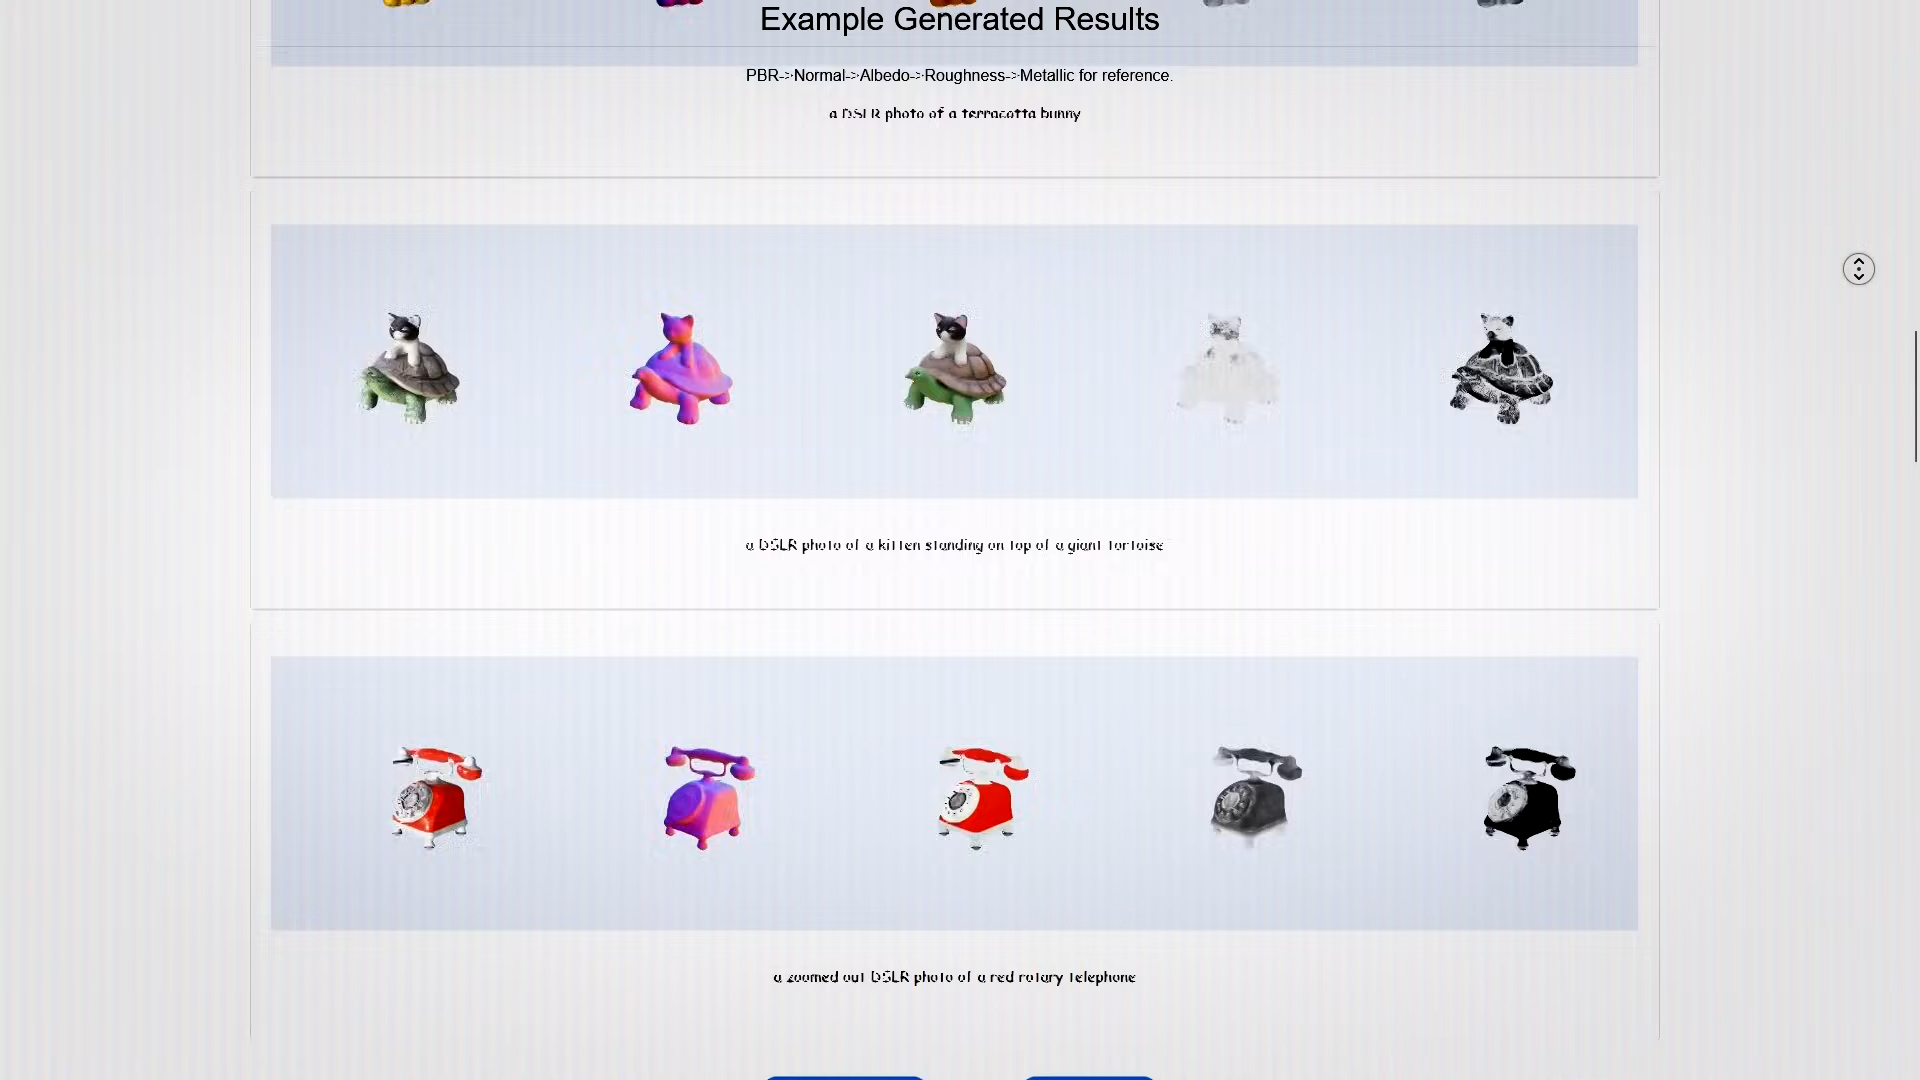 Example Generated Results
PBR->Normal->Albedo->Roughness->Metallic for reference.
a DSLR photo of a terracotta bunny
a DSLR photo of a kitten standing on top of a giant tortoise
a zoomed out DSLR photo of a red rotary telephone